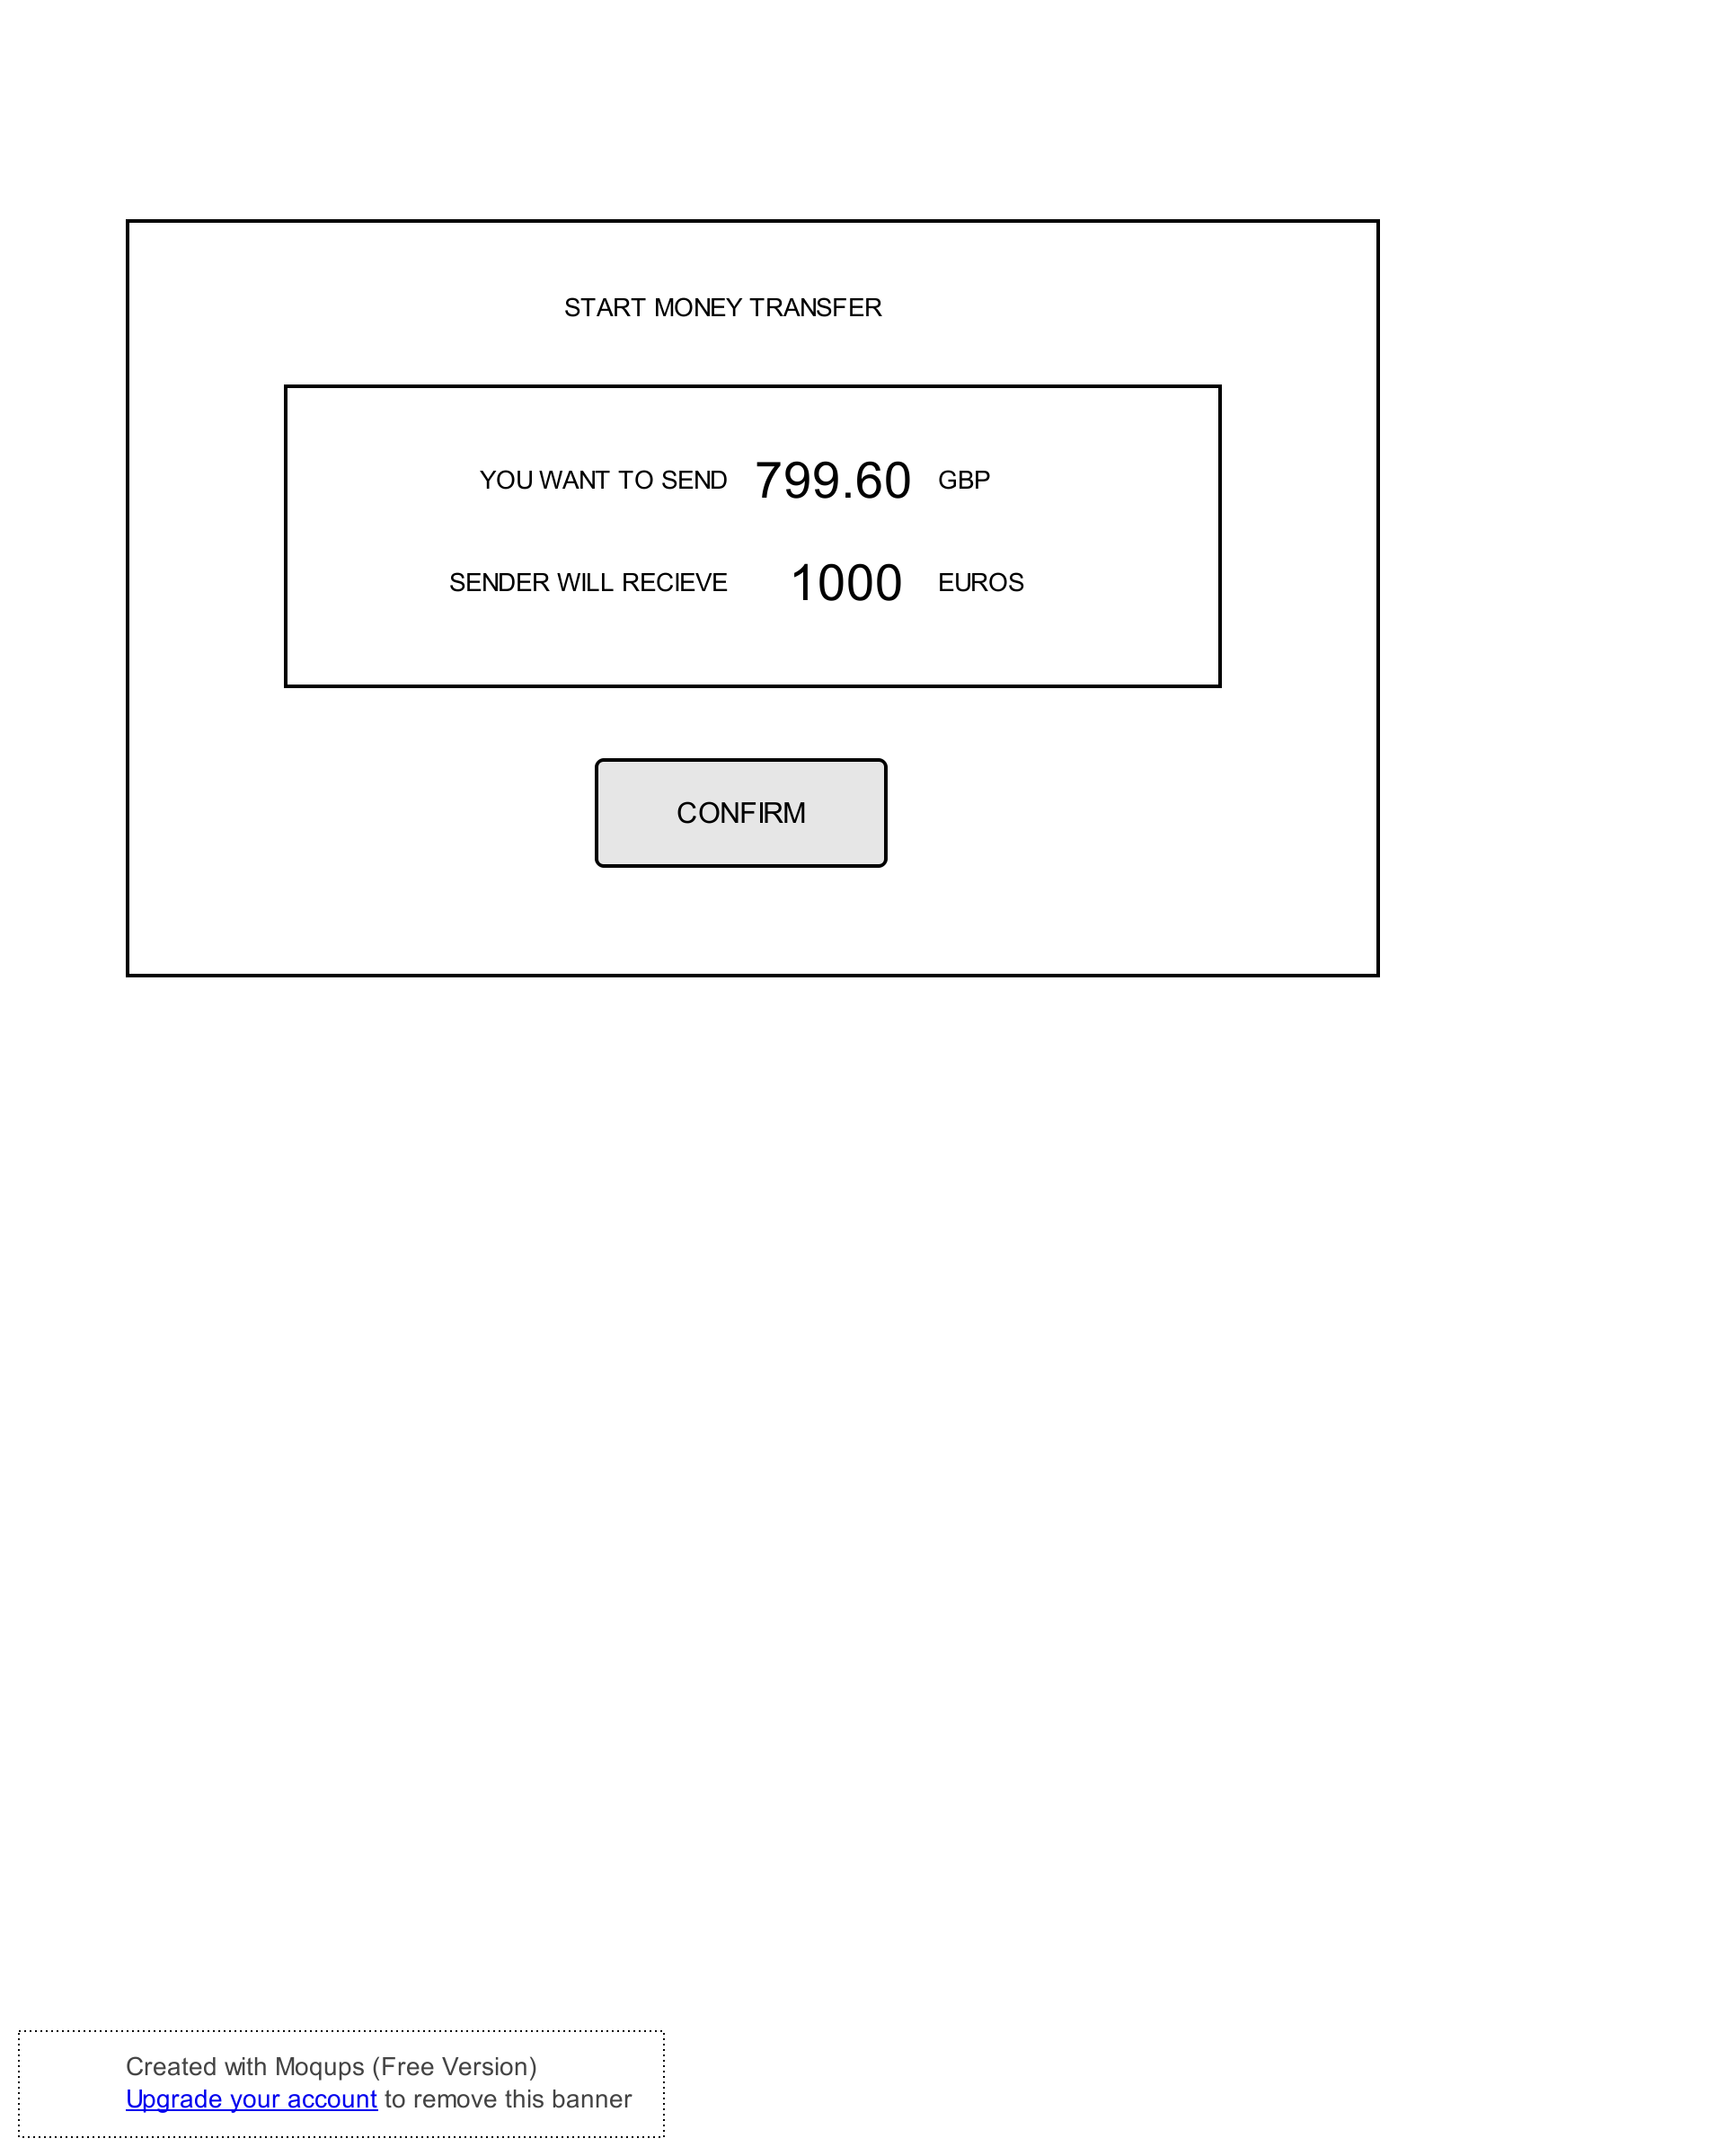 START MONEY TRANSFER
YOU WANT TO SEND 799.60 GBP
SENDER WILL RECIEVE 1000 EUROS
CONFIRM
Created with Moqups (Free Version)
Upgrade your account to remove this banner